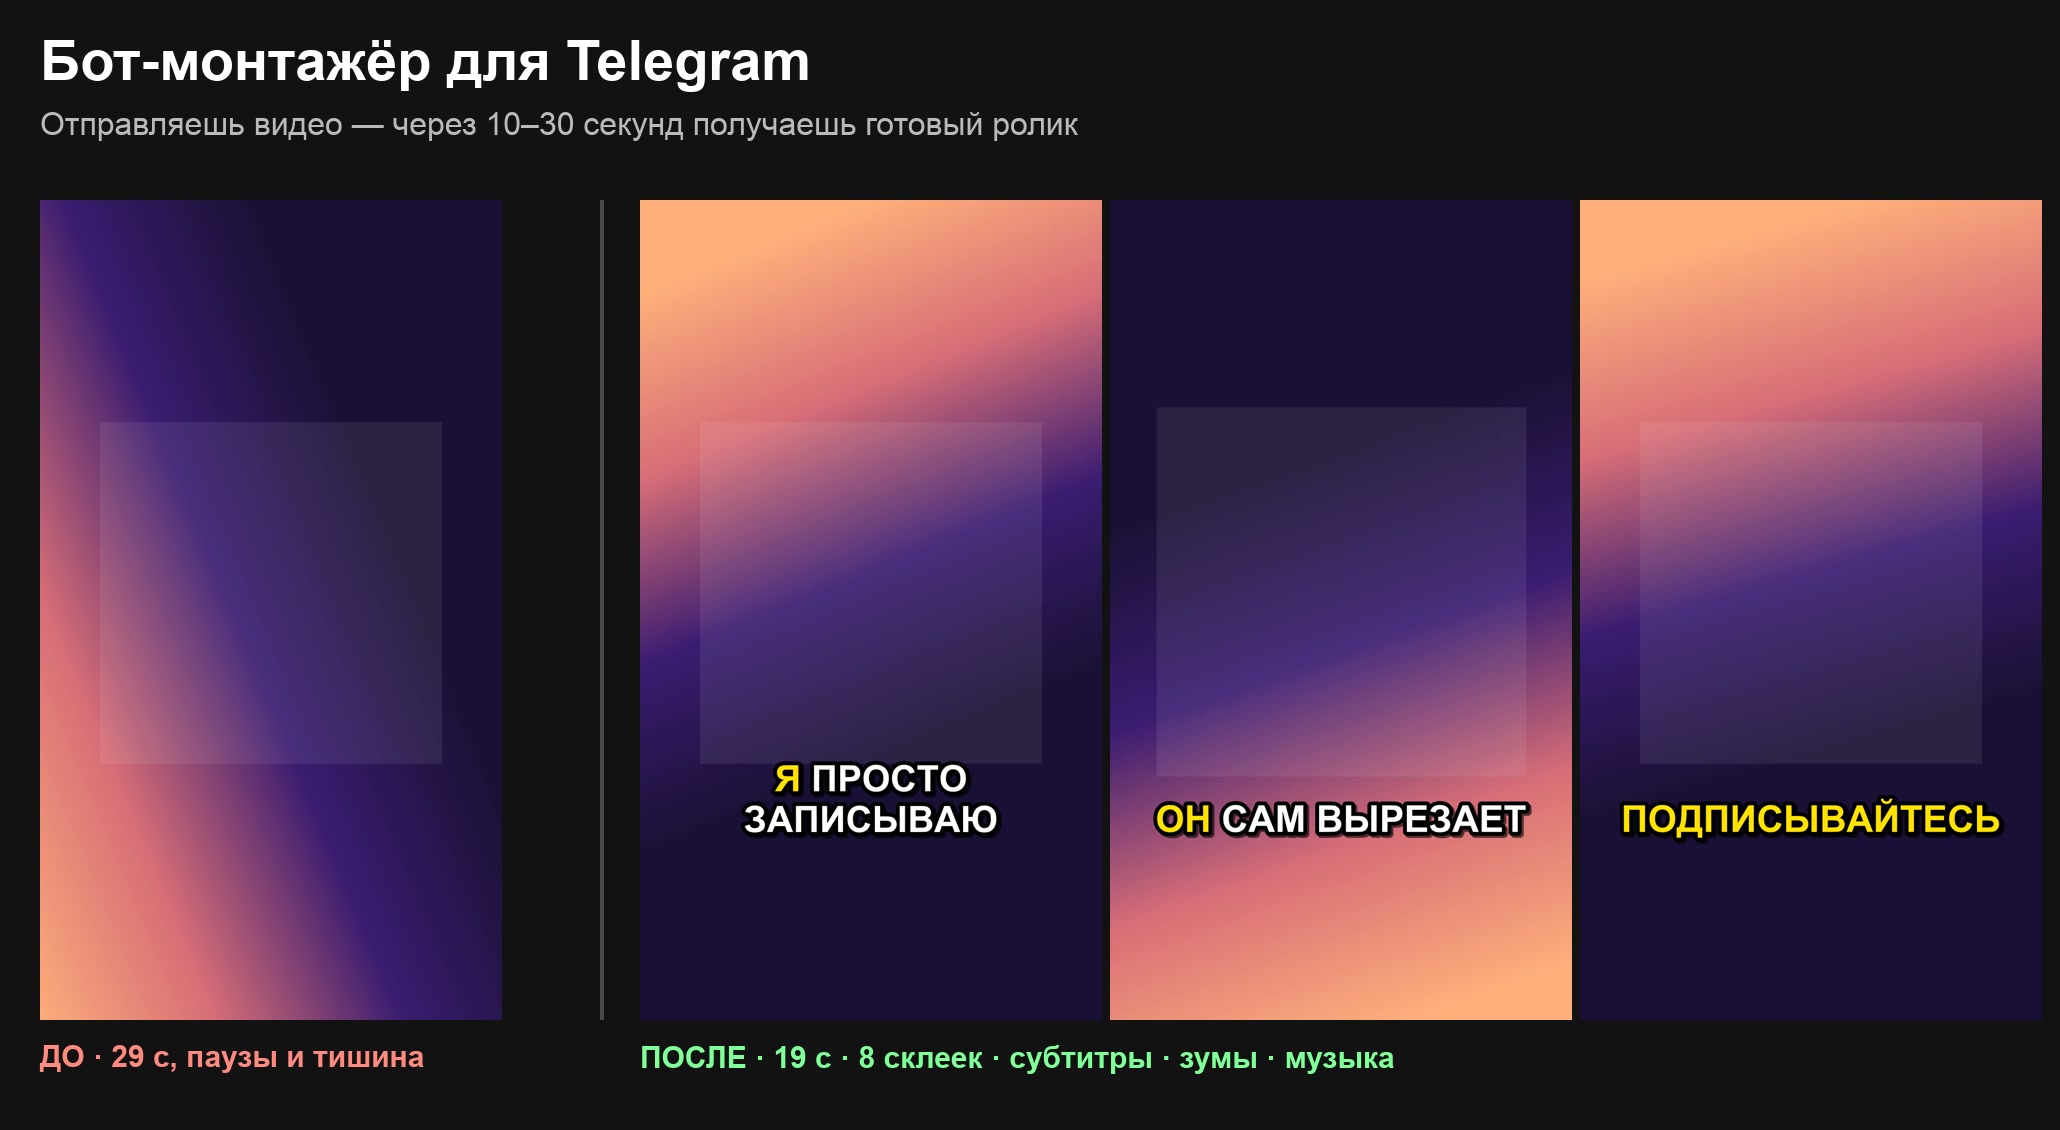 Бот-монтажёр для Telegram
Отправляешь видео — через 10–30 секунд получаешь готовый ролик
Я ПРОСТО
ЗАПИСЫВАЮ
ОН САМ ВЫРЕЗАЕТ
ПОДПИСЫВАЙТЕСЬ
ДО · 29 с, паузы и тишина
ПОСЛЕ · 19 с · 8 склеек · субтитры · зумы · музыка